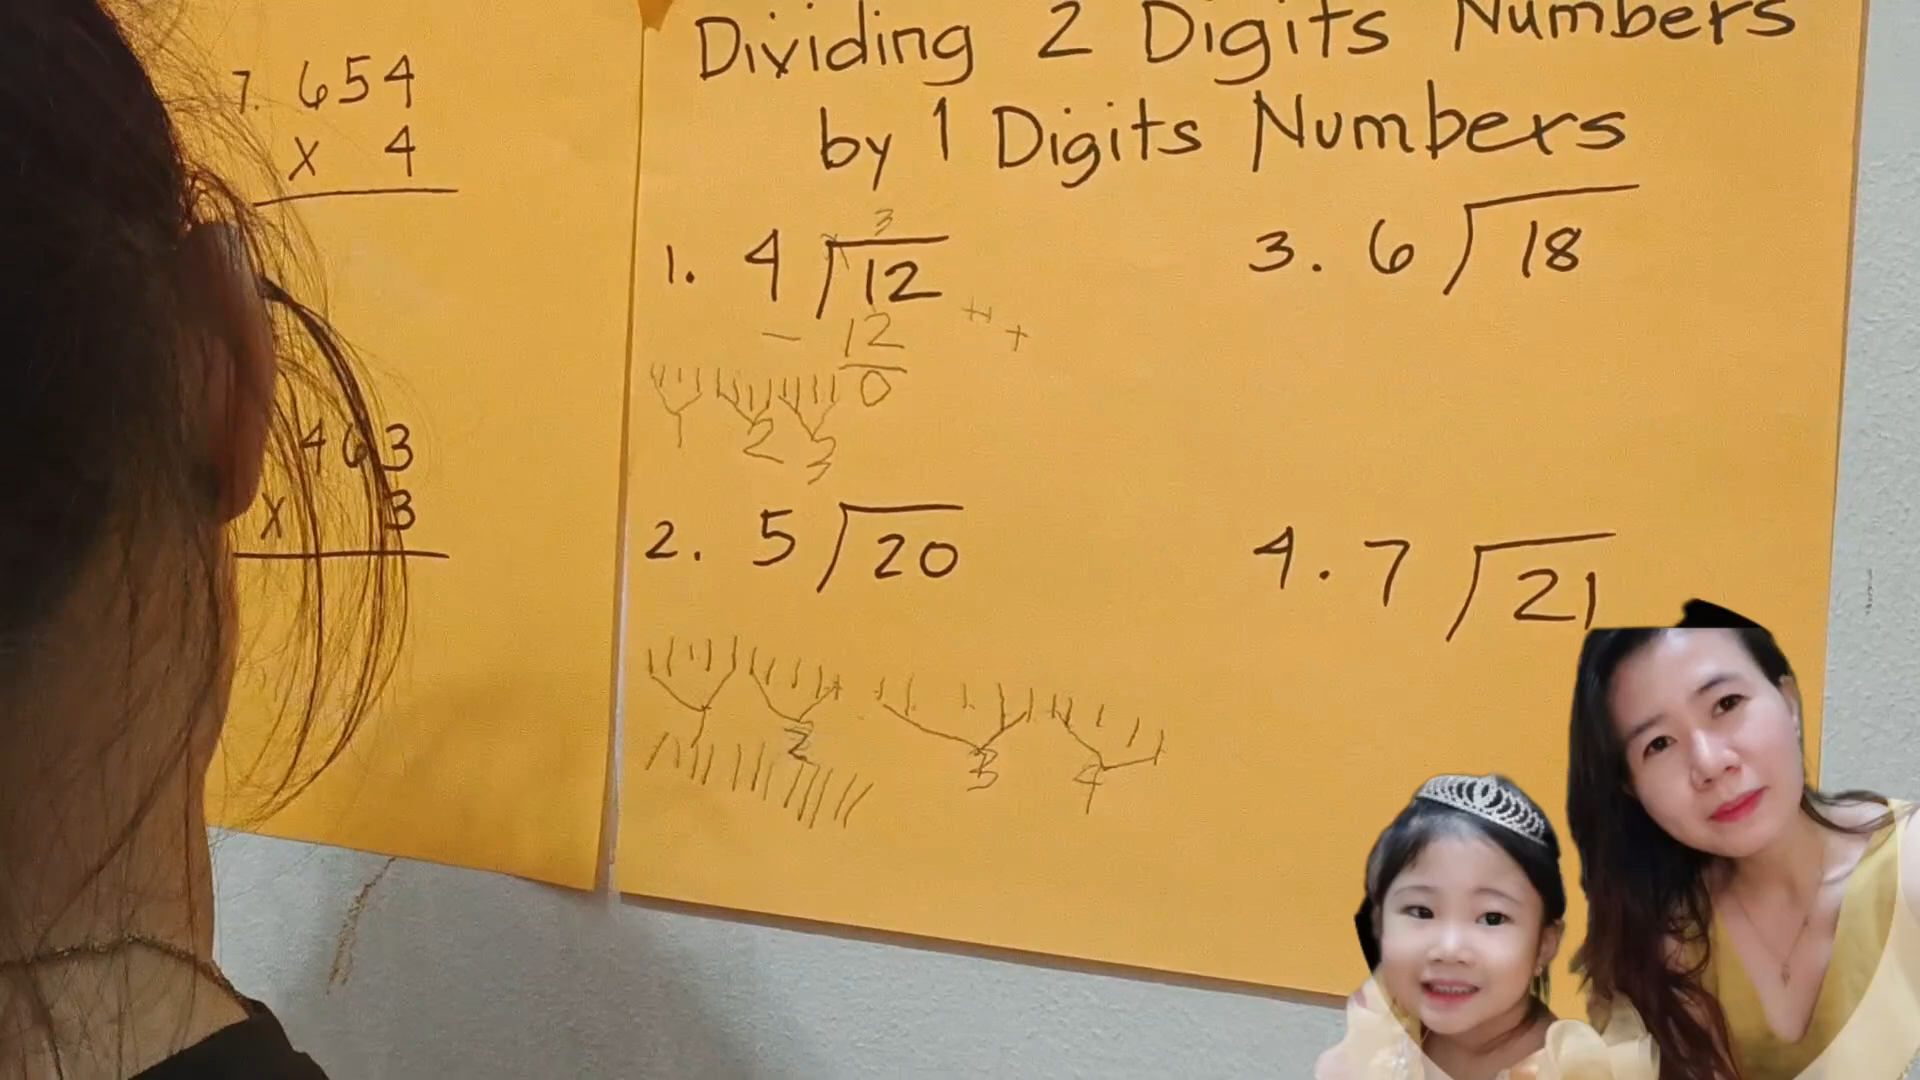 7. 654
x 4
463
x 3
Dividing 2 Digits Numbers
by 1 Digits Numbers
3
1. 4 12
- 12
0
2 3
2. 5 20
2 3 4
3. 6 18
4. 7 21